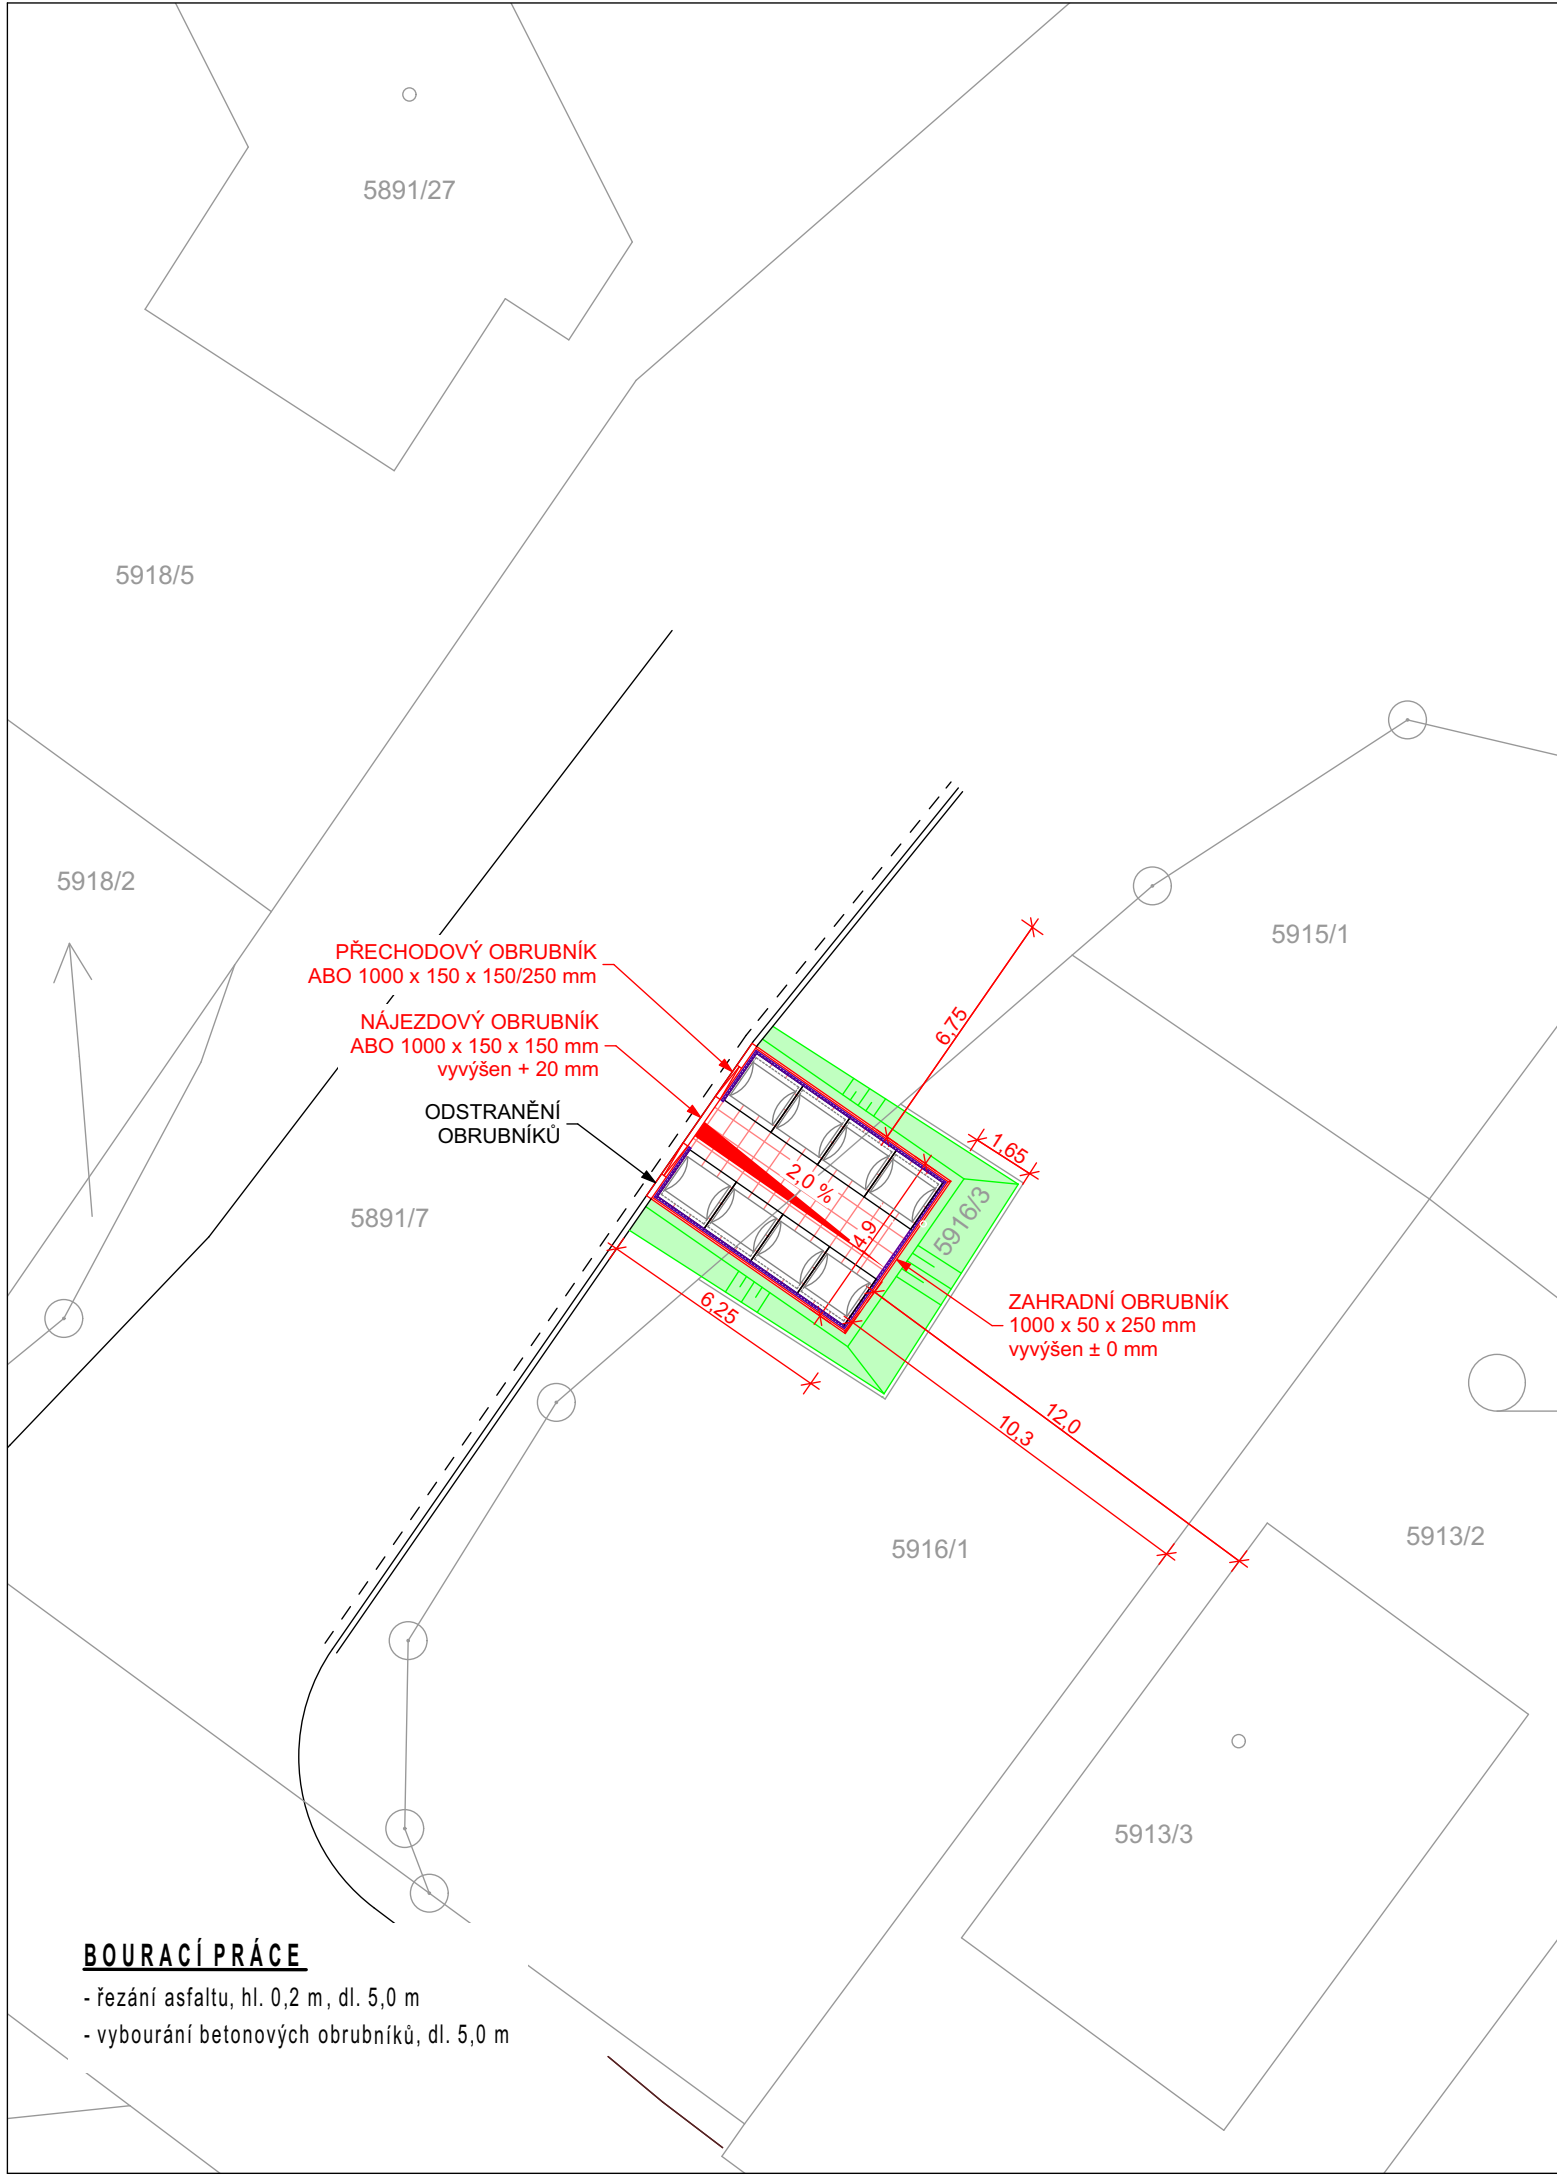 5891/27
5918/5
5918/2
5915/1
PŘECHODOVÝ OBRUBNÍK
ABO 1000 x 150 x 150/250 mm
NÁJEZDOVÝ OBRUBNÍK
ABO 1000 x 150 x 150 mm
vyvýšen + 20 mm
ODSTRANĚNÍ
OBRUBNÍKŮ
6,75
1,65
2,0 %
4,9
5916/3
5891/7
6,25
ZAHRADNÍ OBRUBNÍK
1000 x 50 x 250 mm
vyvýšen ± 0 mm
12,0
10,3
5916/1
5913/2
5913/3
BOURACÍ PRÁCE
- řezání asfaltu, hl. 0,2 m, dl. 5,0 m
- vybourání betonových obrubníků, dl. 5,0 m